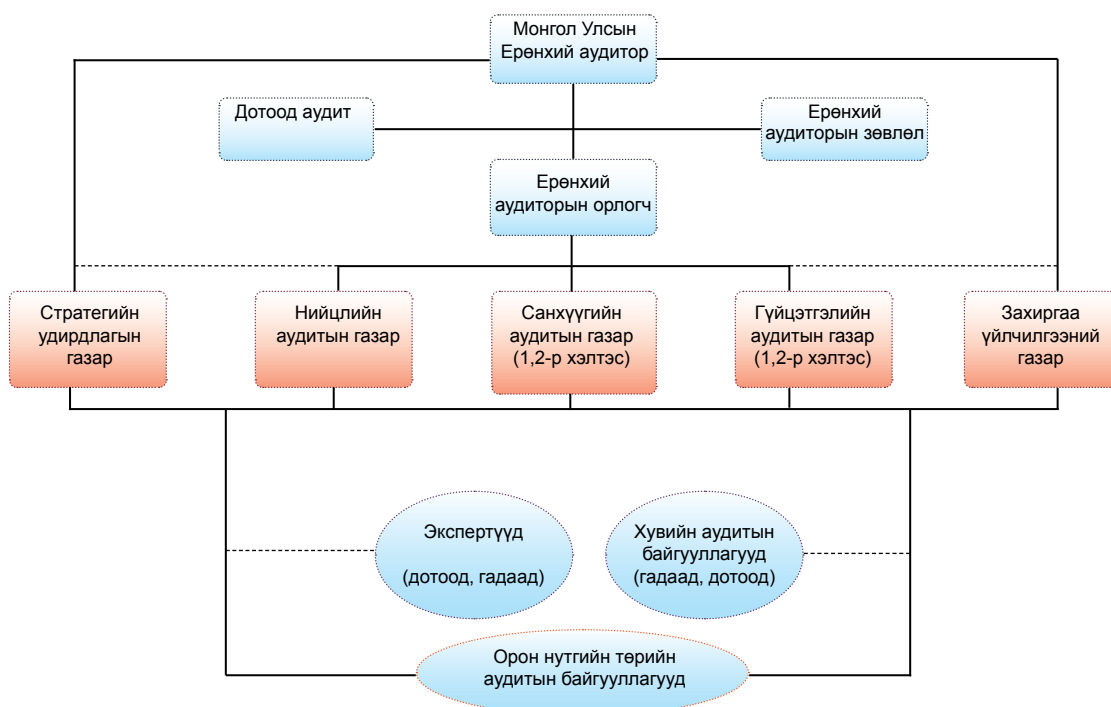 Монгол Улсын
Ерөнхий аудитор
Дотоод аудит
Ерөнхий
аудиторын зөвлөл
Ерөнхий
аудиторын орлогч
Стратегийн
удирдлагын
газар
Нийцлийн
аудитын газар
Санхүүгийн
аудитын газар
(1,2-р хэлтэс)
Гүйцэтгэлийн
аудитын газар
(1,2-р хэлтэс)
Захиргаа
үйлчилгээний
газар
Экспертүүд
(дотоод, гадаад)
Хувийн аудитын
байгууллагууд
(гадаад, дотоод)
Орон нутгийн төрийн
аудитын байгууллагууд